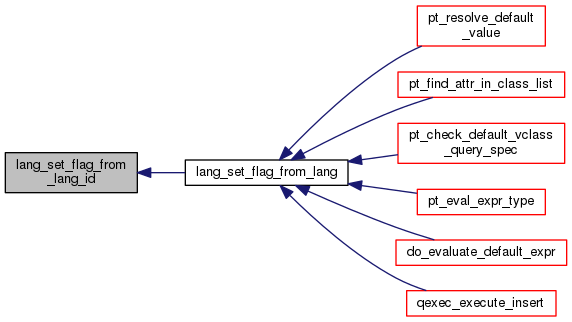 pt_resolve_default
_value
pt_find_attr_in_class_list
pt_check_default_vclass
_query_spec
lang_set_flag_from
_lang_id
lang_set_flag_from_lang
pt_eval_expr_type
do_evaluate_default_expr
qexec_execute_insert